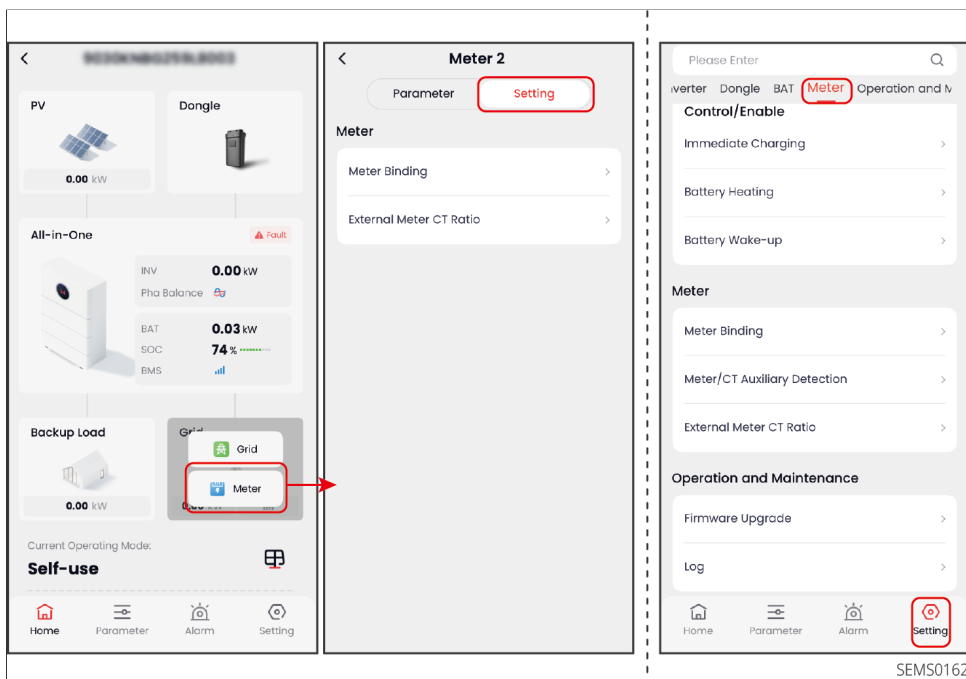 PV
Dongle
0.00 kW
All-in-One
Fault
INV 0.00 kW
Pha Balance
BAT 0.03 kW
SOC 74 %
BMS
Backup Load
Grid
Meter
0.00 kW
Current Operating Mode:
Self-use
Home Parameter Alarm Setting
Meter 2
Parameter Setting
Meter
Meter Binding
External Meter CT Ratio
Please Enter
verter Dongle BAT Meter Operation and M
Control/Enable
Immediate Charging
Battery Heating
Battery Wake-up
Meter
Meter Binding
Meter/CT Auxiliary Detection
External Meter CT Ratio
Operation and Maintenance
Firmware Upgrade
Log
Home Parameter Alarm Setting
SEMS0162